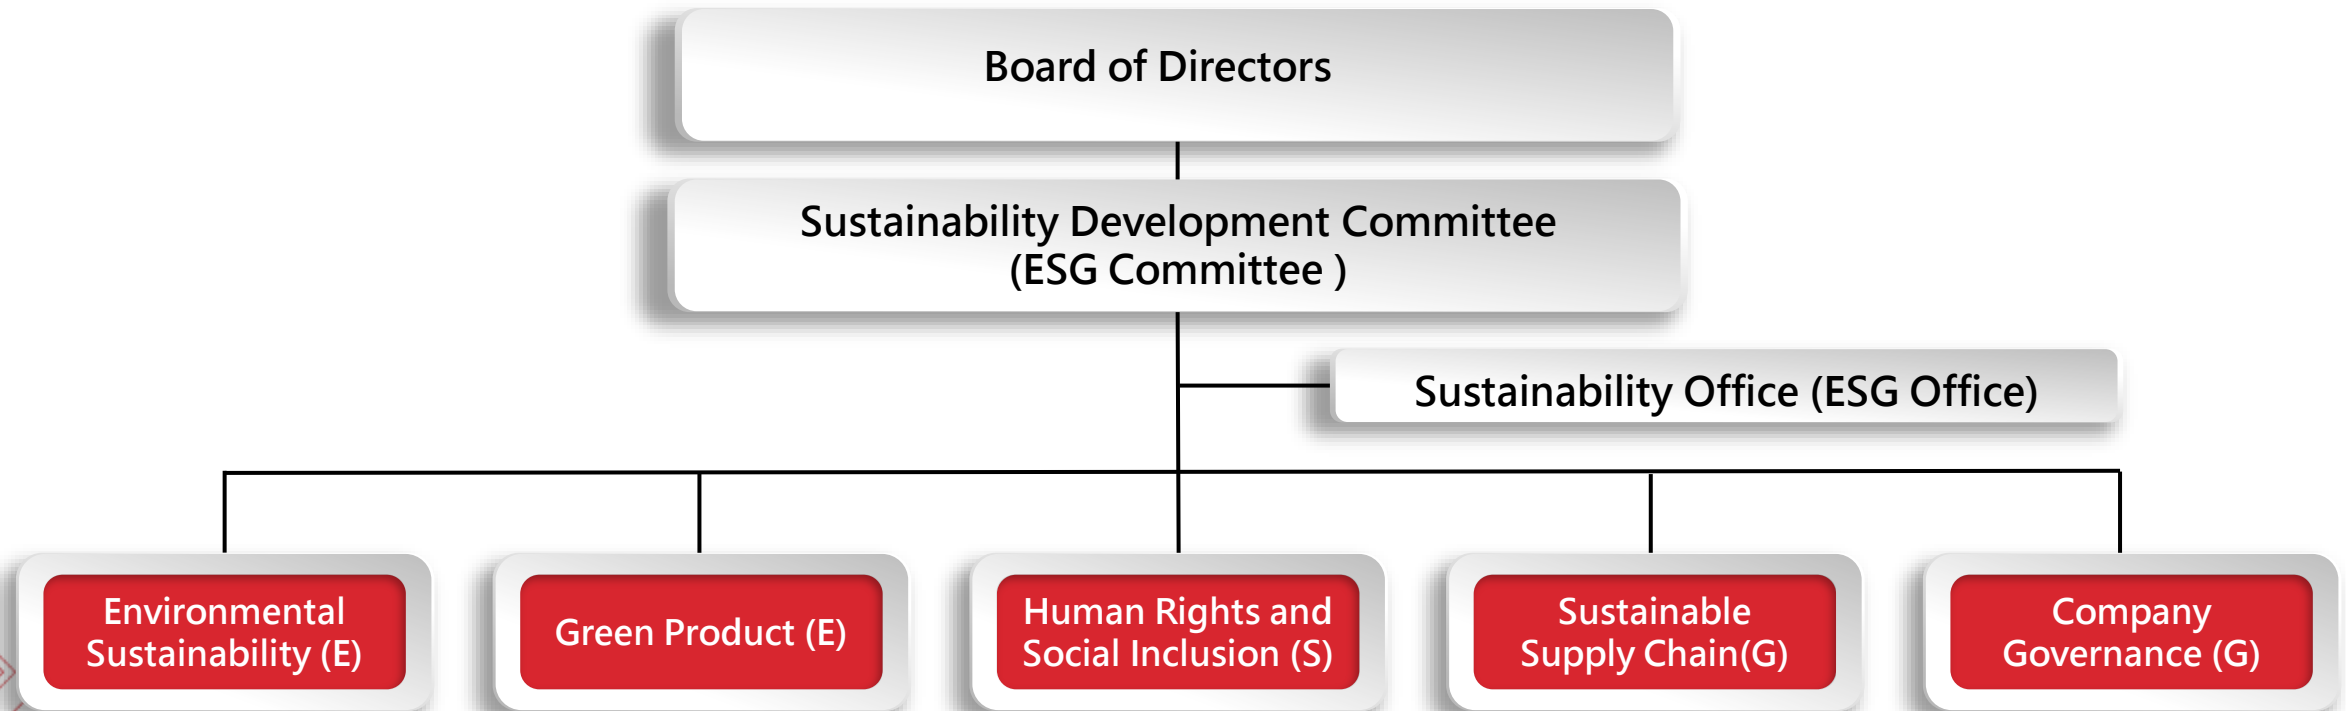 Board of Directors
Sustainability Development Committee
(ESG Committee )
Sustainability Office (ESG Office)
Environmental
Sustainability (E)
Green Product (E)
Human Rights and
Social Inclusion (S)
Sustainable
Supply Chain(G)
Company
Governance (G)